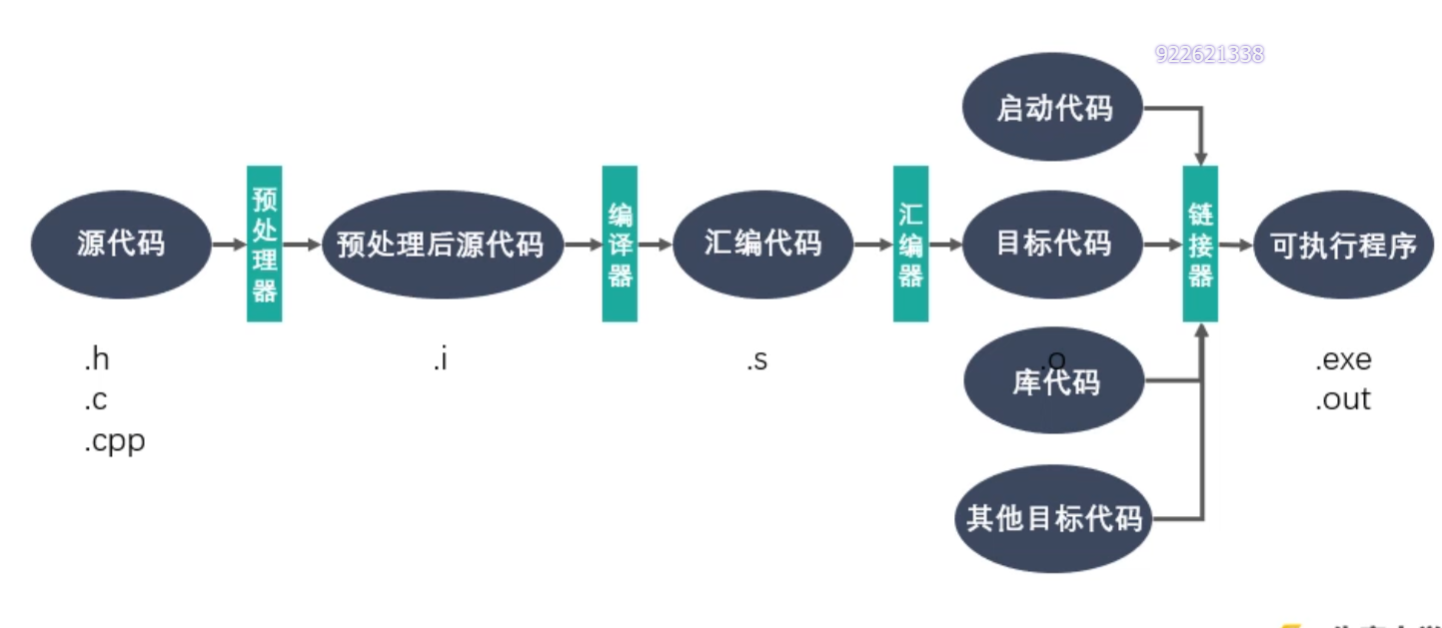 922621338
启动代码
源代码
预处理器
预处理后源代码
编译器
汇编代码
汇编器
目标代码
链接器
可执行程序
.h
.c
.cpp
.i
.s
.o
库代码
.exe
.out
其他目标代码